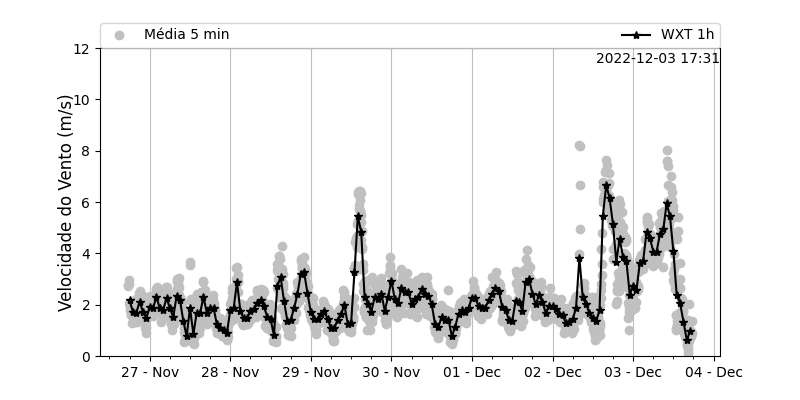 Média 5 min
WXT 1h
2022-12-03 17:31
Velocidade do Vento (m/s)
12
10
8
6
4
2
0
27 - Nov
28 - Nov
29 - Nov
30 - Nov
01 - Dec
02 - Dec
03 - Dec
04 - Dec